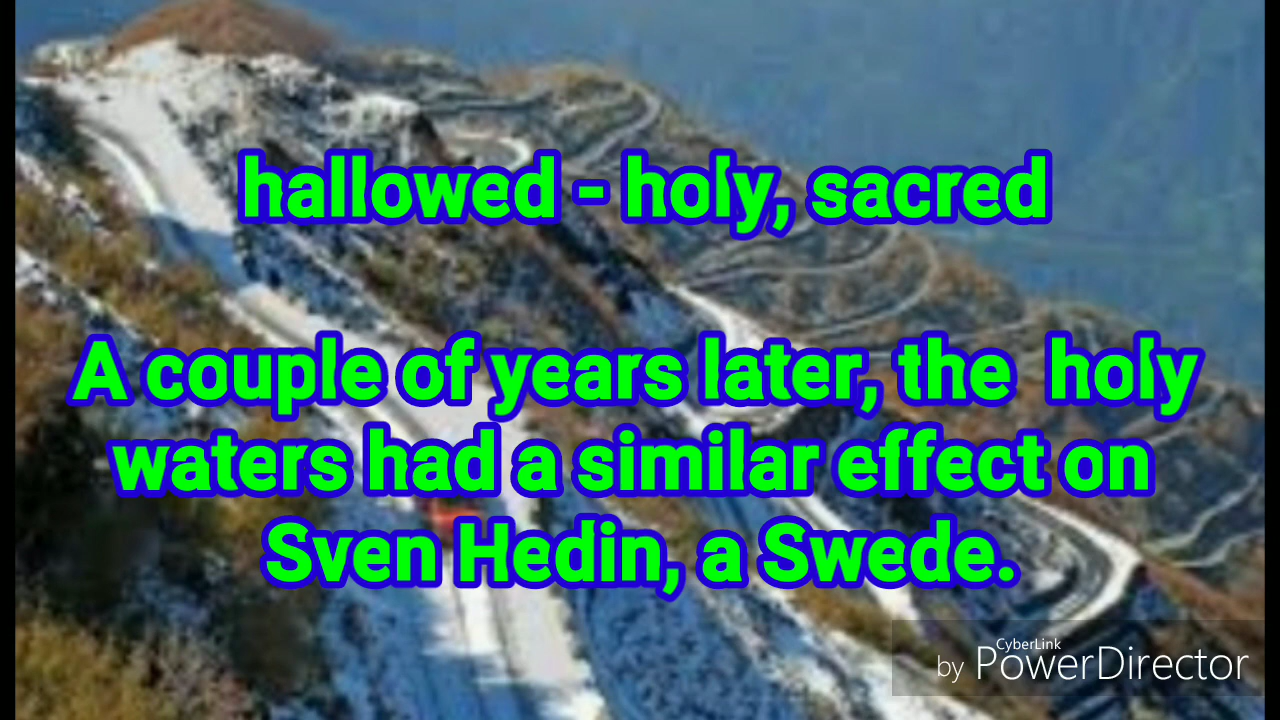 hallowed - holy, sacred
A couple of years later, the holy
waters had a similar effect on
Sven Hedin, a Swede.
CyberLink
by PowerDirector